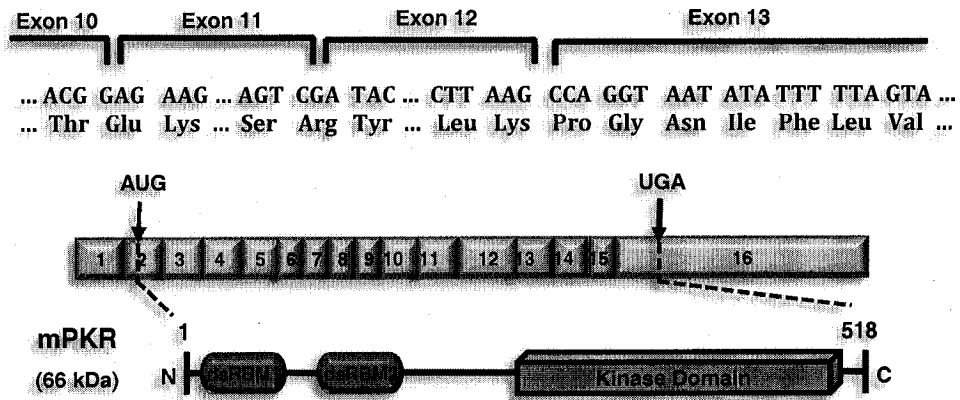 Exon 10 Exon 11 Exon 12 Exon 13
... ACG GAG AAG ... AGT CGA TAC ... CTT AAG CCA GGT AAT ATA TTT TTA GTA ...
... Thr Glu Lys ... Ser Arg Tyr ... Leu Lys Pro Gly Asn Ile Phe Leu Val ...
AUG UGA
1 2 3 4 5 6 7 8 9 10 11 12 13 14 15 16
1 518
mPKR
(66 kDa) N dsRBM1 dsRBM2 Kinase Domain C